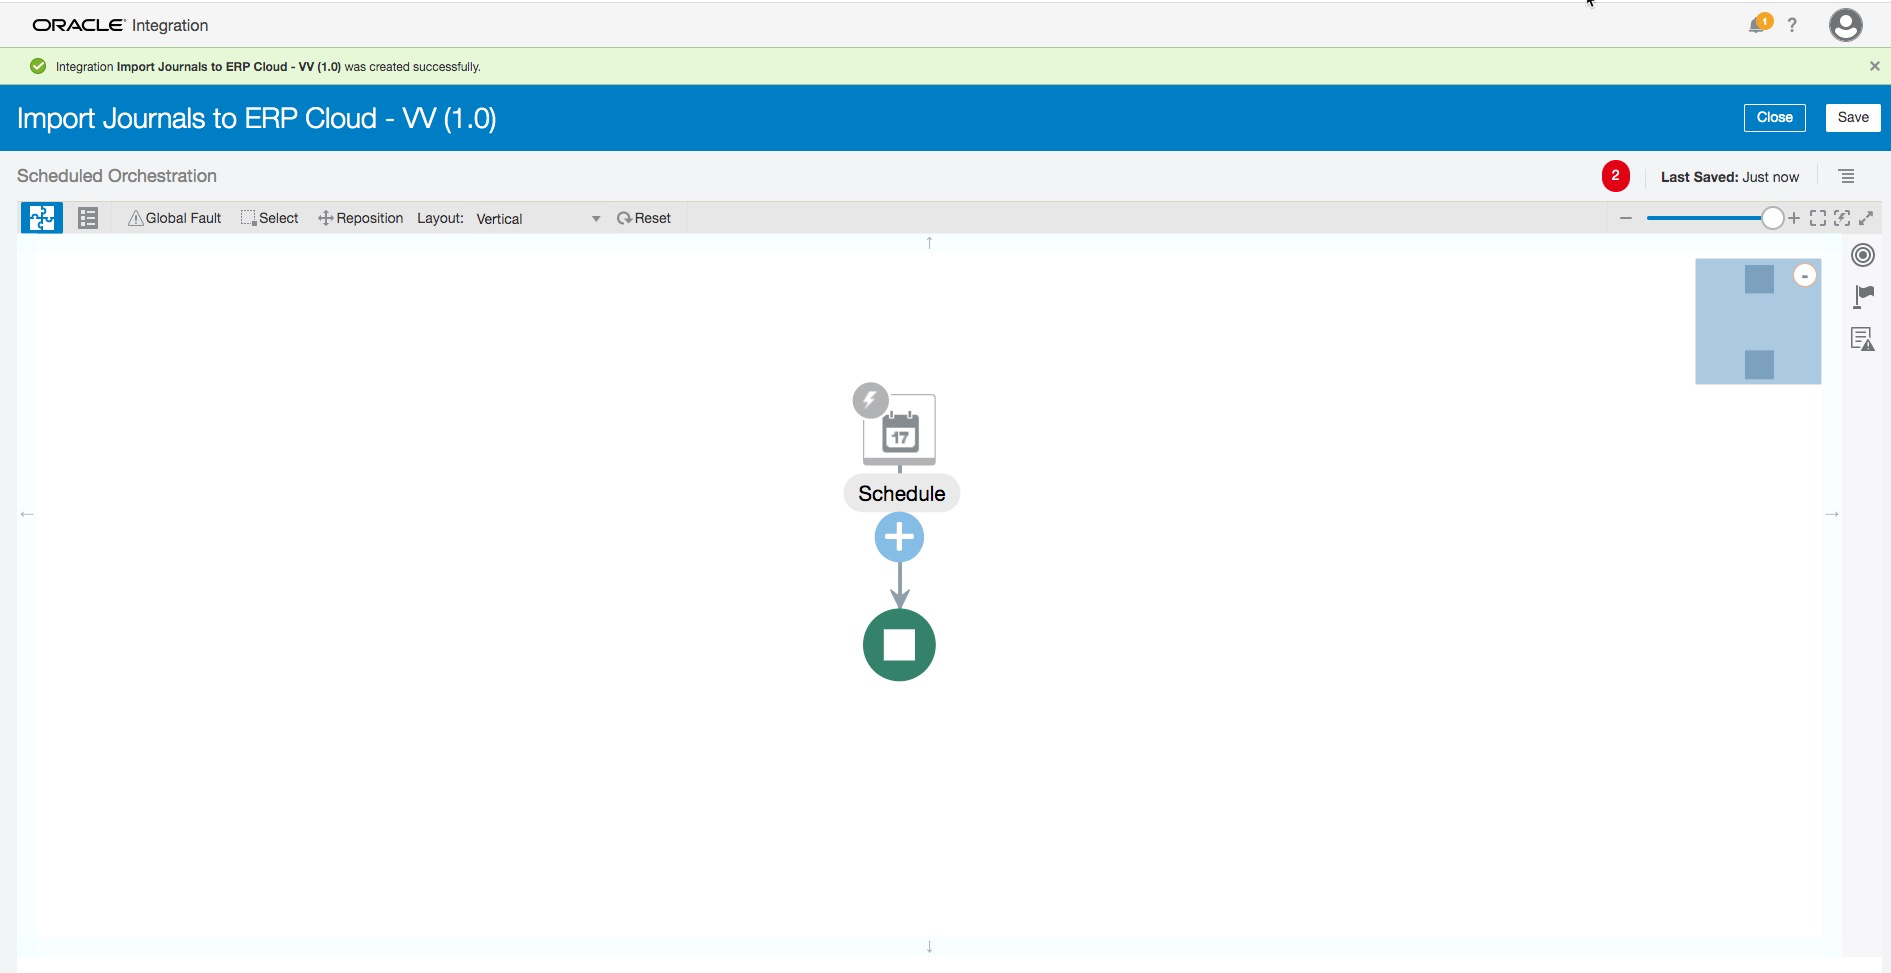 ORACLE Integration
1
?
Integration Import Journals to ERP Cloud - VV (1.0) was created successfully.
Import Journals to ERP Cloud - VV (1.0)
Close
Save
Scheduled Orchestration
2
Last Saved: Just now
Global Fault
Select
Reposition
Layout: Vertical
Reset
17
Schedule